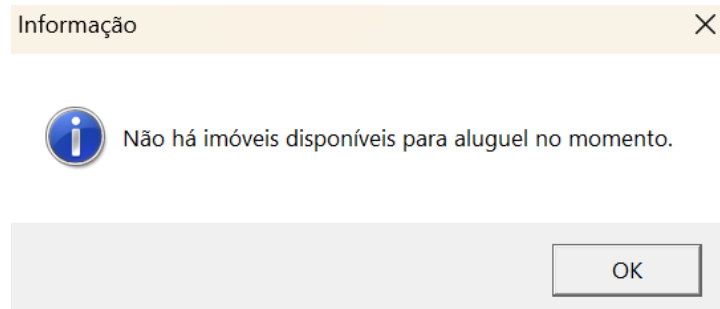 Informação
Não há imóveis disponíveis para aluguel no momento.
OK